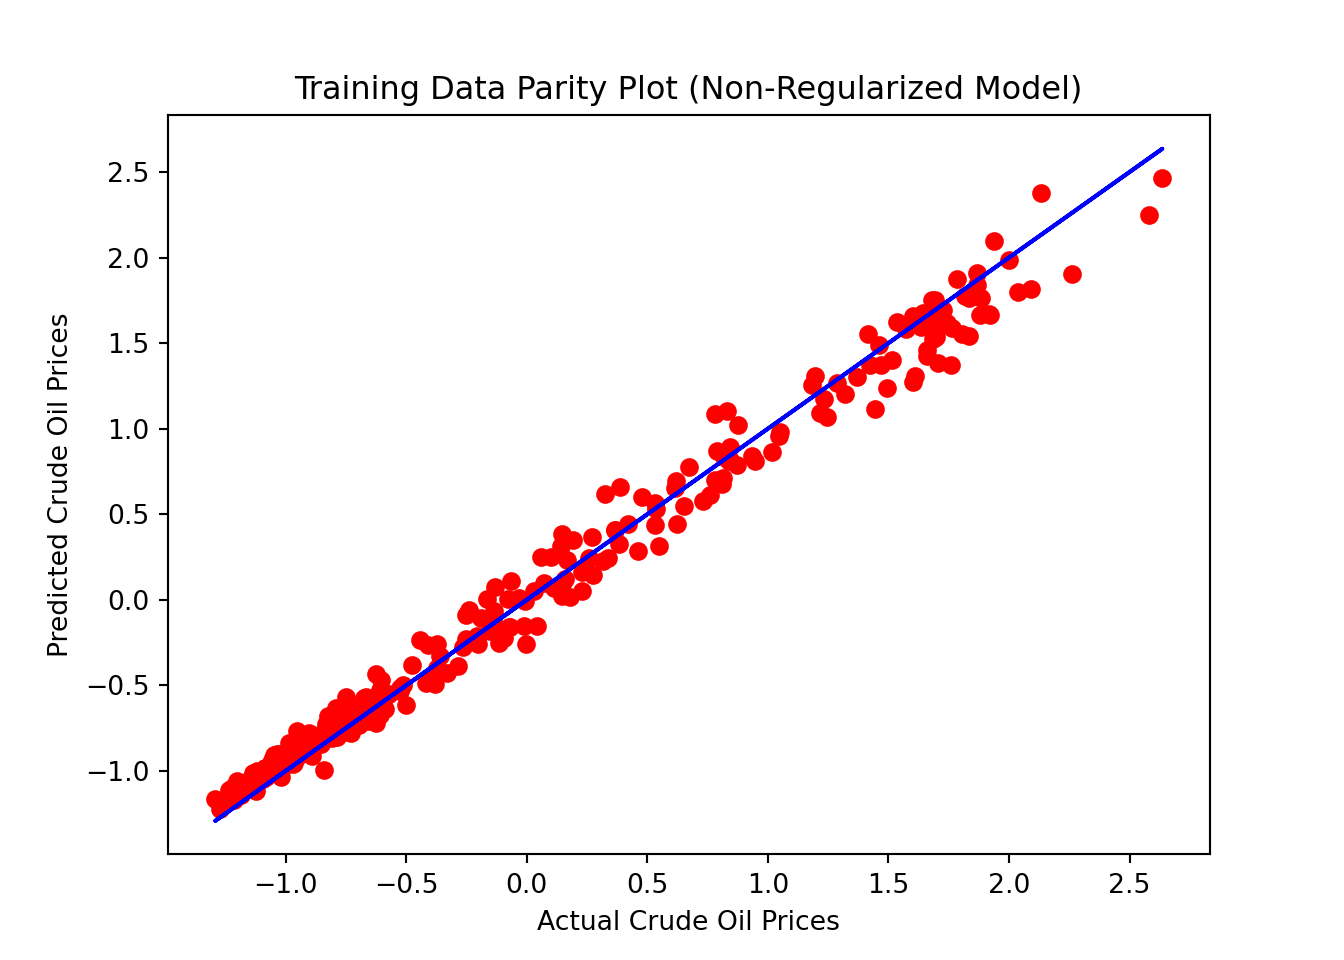 Training Data Parity Plot (Non-Regularized Model)
2.5
2.0
1.5
1.0
0.5
0.0
−0.5
−1.0
Predicted Crude Oil Prices
−1.0 −0.5 0.0 0.5 1.0 1.5 2.0 2.5
Actual Crude Oil Prices